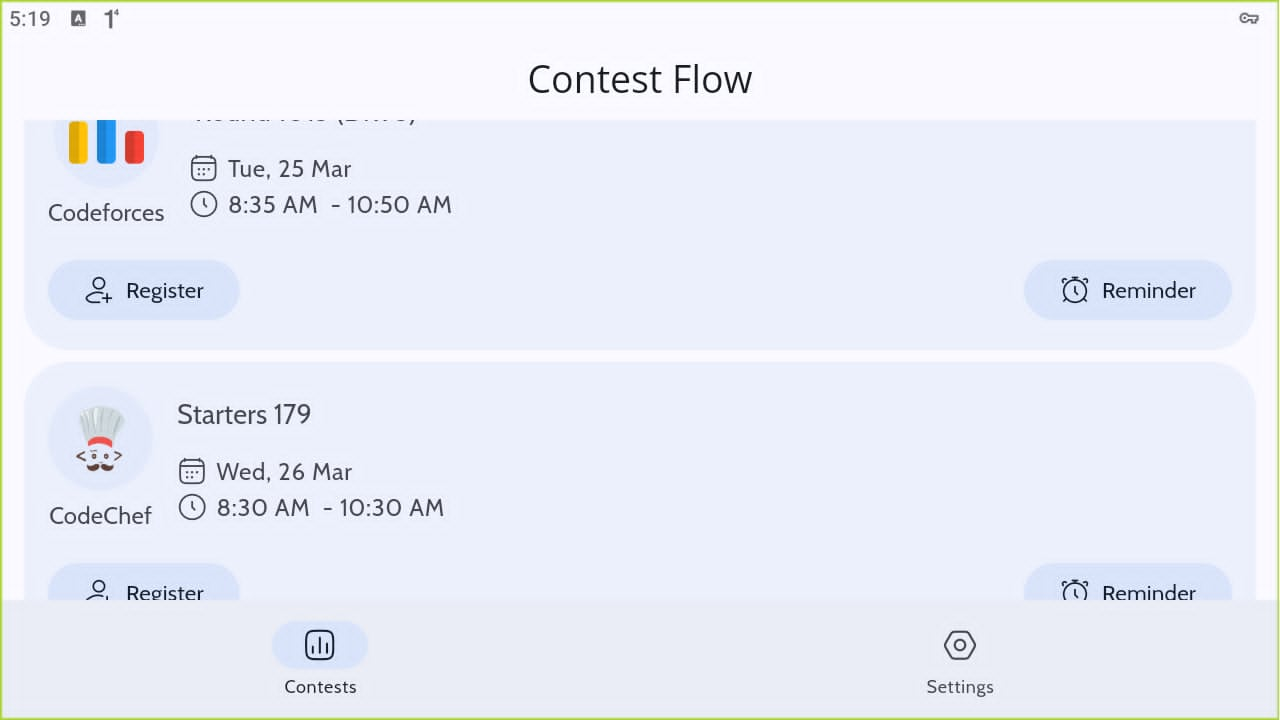 5:19
Contest Flow
Tue, 25 Mar
8:35 AM - 10:50 AM
Codeforces
Register
Reminder
Starters 179
Wed, 26 Mar
8:30 AM - 10:30 AM
CodeChef
Register
Reminder
Contests
Settings